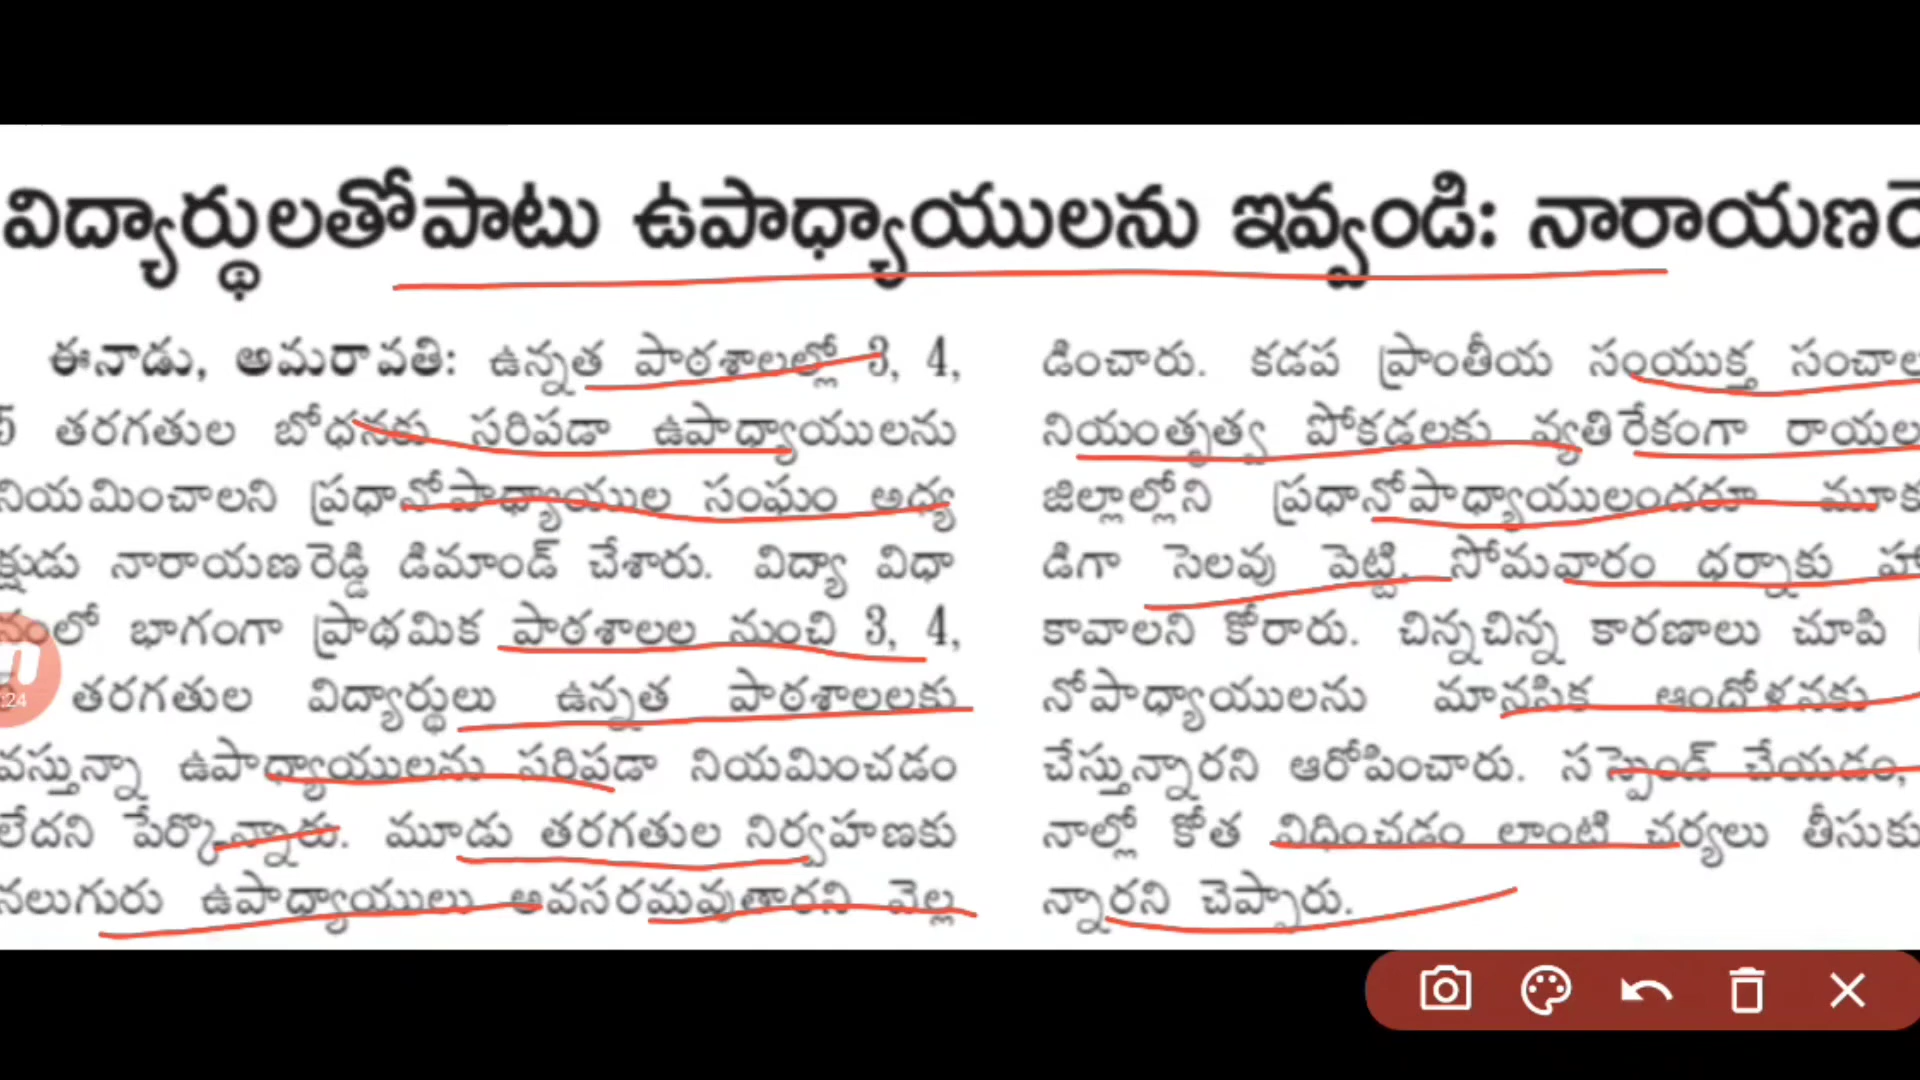 విద్యార్థులతోపాటు ఉపాధ్యాయులను ఇవ్వండి: నారాయణరె
ఈనాడు, అమరావతి: ఉన్నత పాఠశాలల్లో 3, 4,
తరగతుల బోధనకు సరిపడా ఉపాధ్యాయులను
నియమించాలని ప్రధానోపాధ్యాయుల సంఘం అధ్య
క్షుడు నారాయణరెడ్డి డిమాండ్ చేశారు. విద్యా విధా
నంలో భాగంగా ప్రాథమిక పాఠశాలల నుంచి 3, 4,
తరగతుల విద్యార్థులు ఉన్నత పాఠశాలలకు
వస్తున్నా ఉపాధ్యాయులను సరిపడా నియమించడం
లేదని పేర్కొన్నారు. మూడు తరగతుల నిర్వహణకు
నలుగురు ఉపాధ్యాయులు అవసరమవుతారని వెల్ల
డించారు. కడప ప్రాంతీయ సంయుక్త సంచాల
నియంతృత్వ పోకడలకు వ్యతిరేకంగా రాయల
జిల్లాల్లోని ప్రధానోపాధ్యాయులందరూ మూక
డిగా సెలవు పెట్టి, సోమవారం ధర్నాకు హా
కావాలని కోరారు. చిన్నచిన్న కారణాలు చూపి
నోపాధ్యాయులను మానసిక ఆందోళనకు
చేస్తున్నారని ఆరోపించారు. సస్పెండ్ చేయడం,
నాల్లో కోత విధించడం లాంటి చర్యలు తీసుకు
న్నారని చెప్పారు.
:24